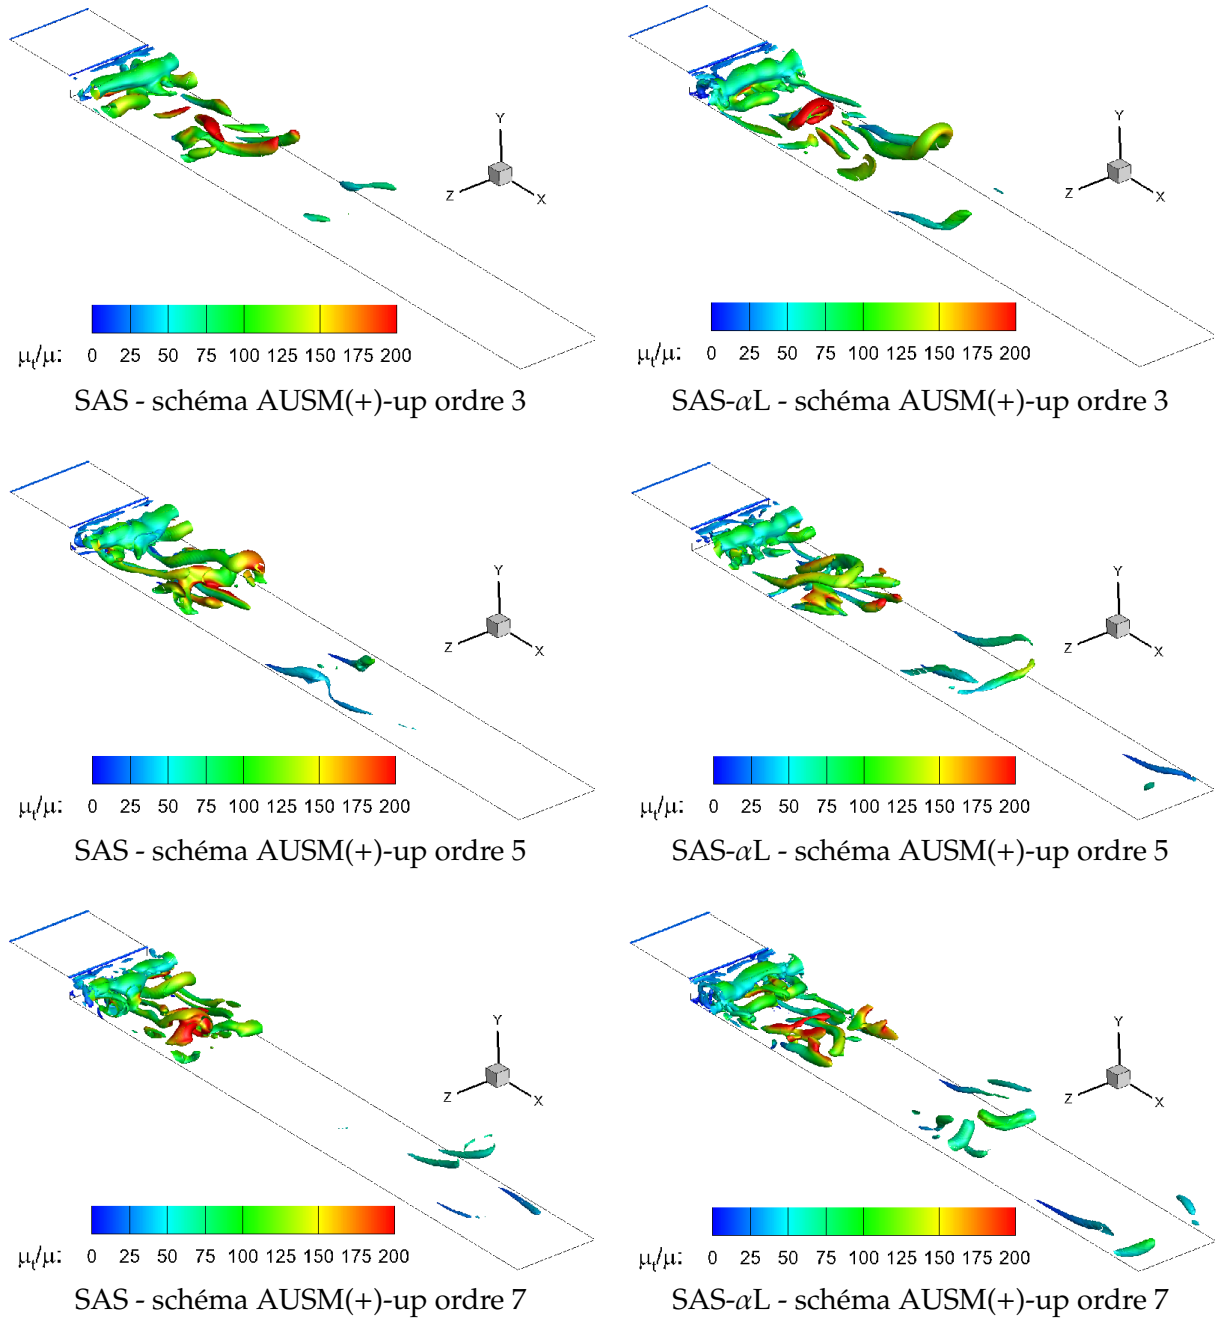 Y
Z
X
μt/μ: 0 25 50 75 100 125 150 175 200
SAS - schéma AUSM(+)-up ordre 3
Y
Z
X
μt/μ: 0 25 50 75 100 125 150 175 200
SAS-αL - schéma AUSM(+)-up ordre 3
Y
Z
X
μt/μ: 0 25 50 75 100 125 150 175 200
SAS - schéma AUSM(+)-up ordre 5
Y
Z
X
μt/μ: 0 25 50 75 100 125 150 175 200
SAS-αL - schéma AUSM(+)-up ordre 5
Y
Z
X
μt/μ: 0 25 50 75 100 125 150 175 200
SAS - schéma AUSM(+)-up ordre 7
Y
Z
X
μt/μ: 0 25 50 75 100 125 150 175 200
SAS-αL - schéma AUSM(+)-up ordre 7